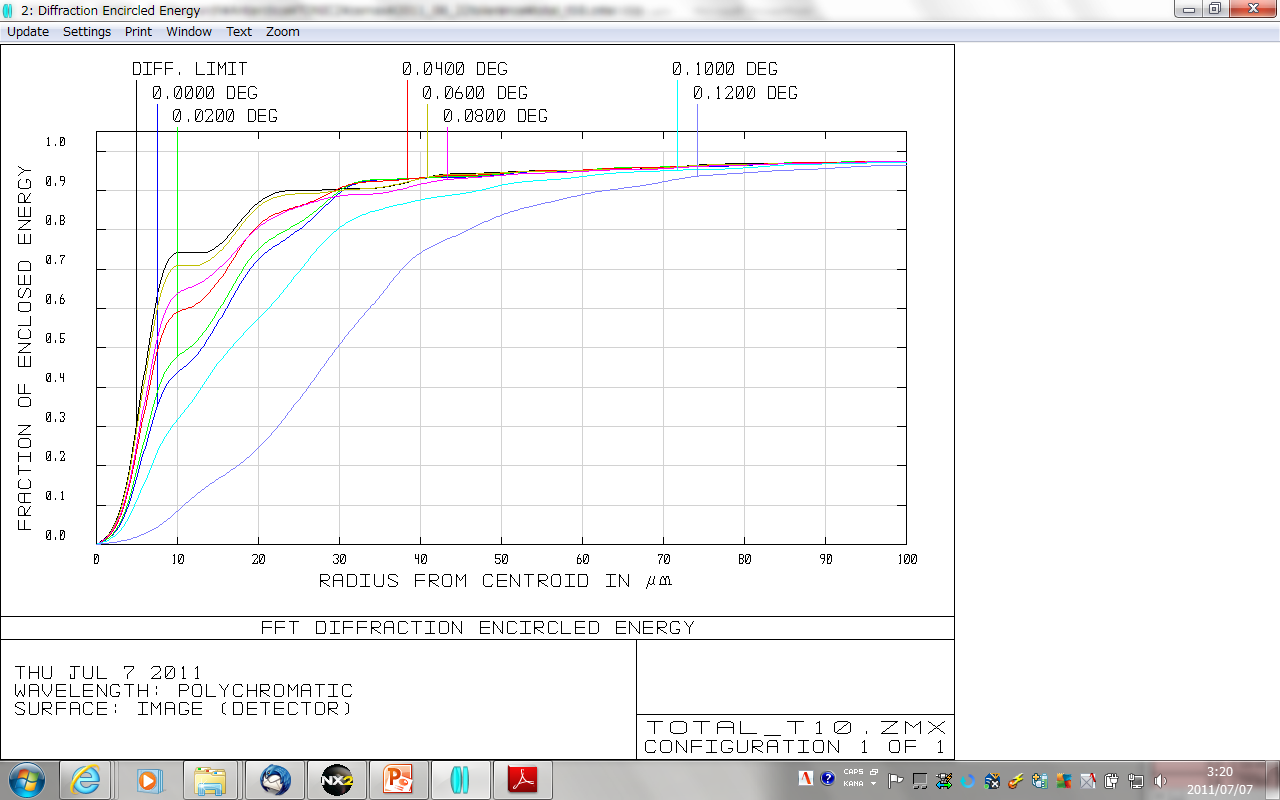 2: Diffraction Encircled Energy
Update Settings Print Window Text Zoom
DIFF. LIMIT
0.0000 DEG
0.0200 DEG
0.0400 DEG
0.0600 DEG
0.0800 DEG
0.1000 DEG
0.1200 DEG
FRACTION OF ENCLOSED ENERGY
1.0
0.9
0.8
0.7
0.6
0.5
0.4
0.3
0.2
0.1
0.0
0 10 20 30 40 50 60 70 80 90 100
RADIUS FROM CENTROID IN µm
FFT DIFFRACTION ENCIRCLED ENERGY
THU JUL 7 2011
WAVELENGTH: POLYCHROMATIC
SURFACE: IMAGE (DETECTOR)
TOTAL_T10.ZMX
CONFIGURATION 1 OF 1
NX2
A
CAPS
KANA
3:20
2011/07/07